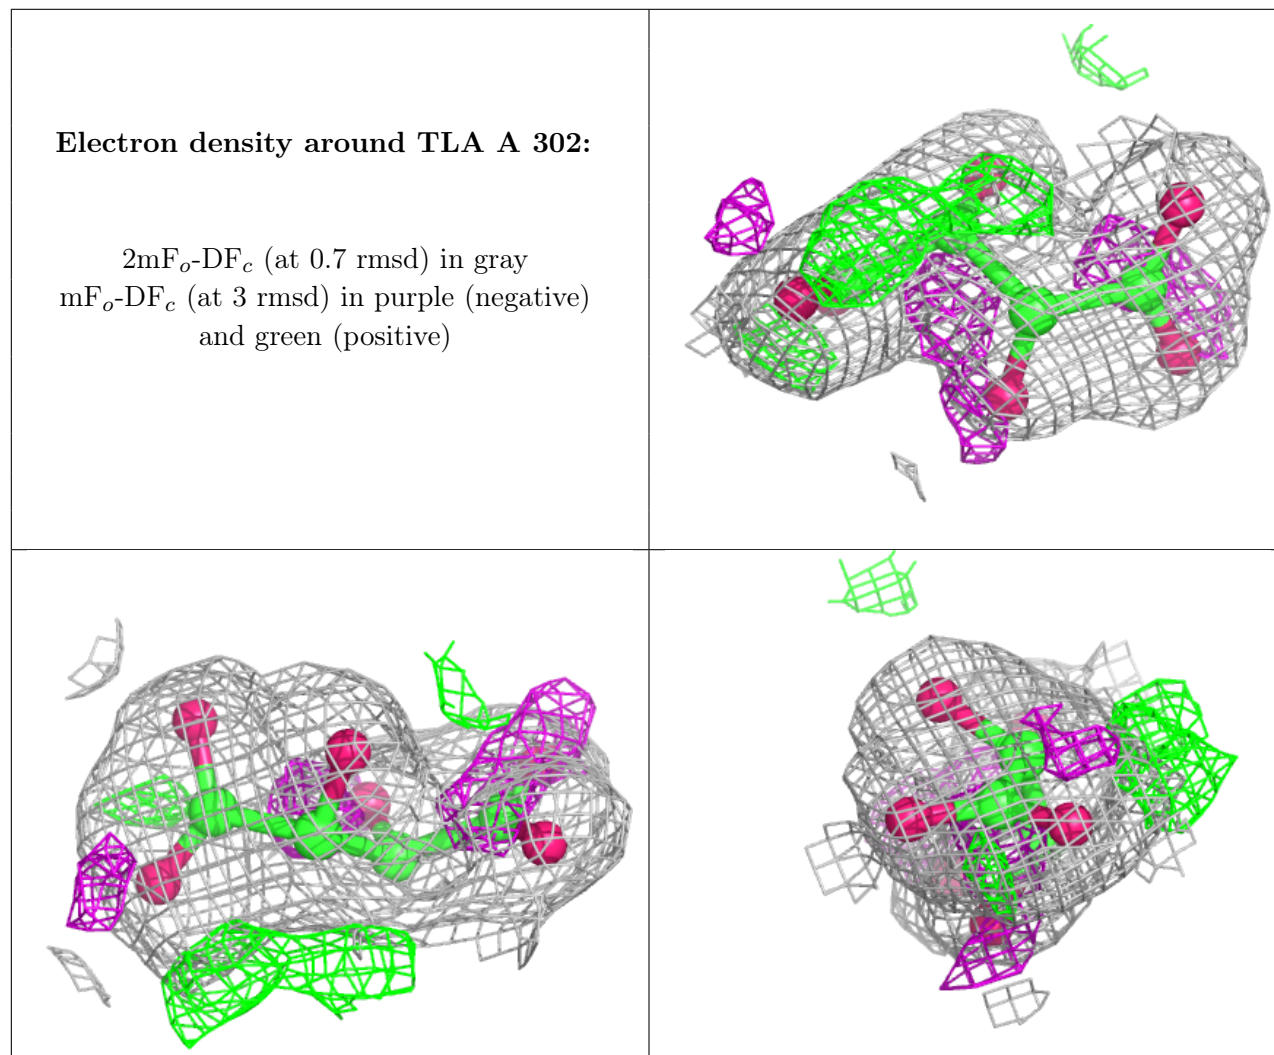 Electron density around TLA A 302:
2mFₒ-DF𝒸 (at 0.7 rmsd) in gray
mFₒ-DF𝒸 (at 3 rmsd) in purple (negative)
and green (positive)